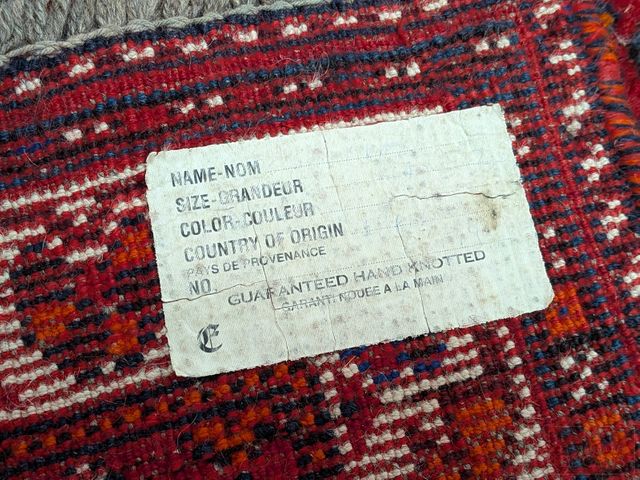 NAME-NOM
SIZE-GRANDEUR
COLOR-COULEUR
COUNTRY OF ORIGIN
PAYS DE PROVENANCE
NO.
GUARANTEED HAND KNOTTED
GARANTI NOUEE A LA MAIN
E